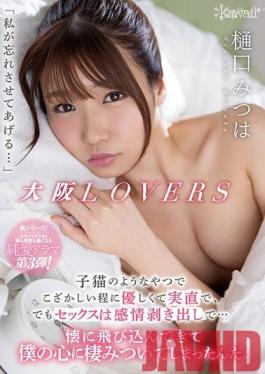 「私が忘れさせてあげる…」
kawaii*
樋口みつは
大阪LOVERS
純愛ドラマ
第3弾!
子猫のようなやつで
こざかしい程に優しくて実直で、
でもセックスは感情剥き出しで…
懐に飛び込んできて
僕の心に棲みついてしまったんだ。